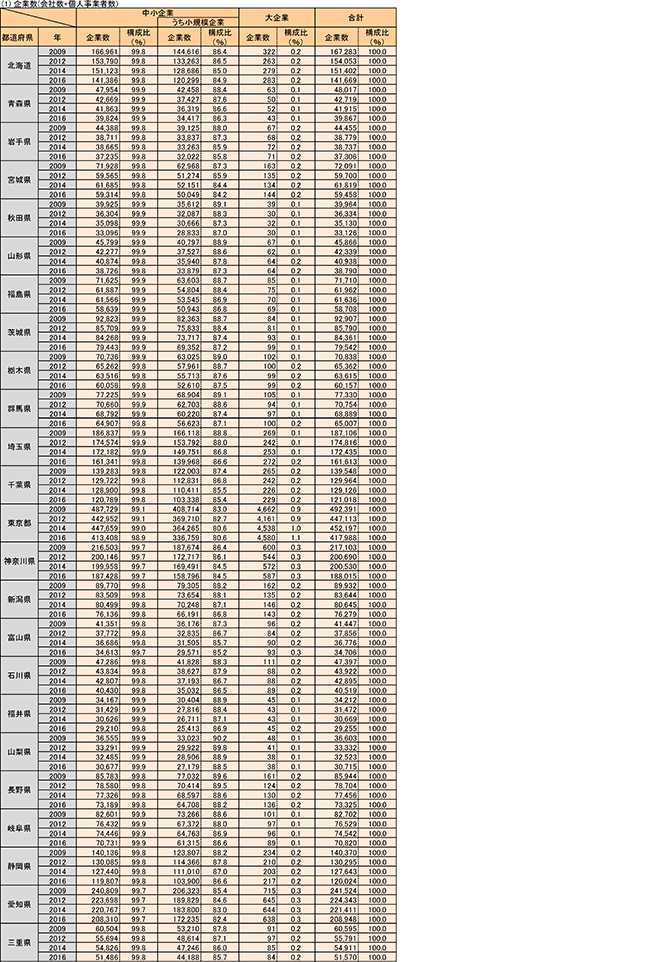 (1) 企業数(会社数+個人事業者数)
中小企業 大企業 合計
うち小規模企業
都道府県 年 企業数 構成比(%) 企業数 構成比(%) 企業数 構成比(%) 企業数 構成比(%)
北海道
2009 166,961 99.8 144,616 86.4 322 0.2 167,283 100.0
2012 153,790 99.8 133,263 86.5 263 0.2 154,053 100.0
2014 151,123 99.8 128,686 85.0 279 0.2 151,402 100.0
2016 141,386 99.8 120,299 84.9 283 0.2 141,669 100.0
青森県
2009 47,954 99.9 42,458 88.4 63 0.1 48,017 100.0
2012 42,669 99.9 37,427 87.6 50 0.1 42,719 100.0
2014 41,863 99.9 36,319 86.6 52 0.1 41,915 100.0
2016 39,824 99.9 34,417 86.3 43 0.1 39,867 100.0
岩手県
2009 44,388 99.8 39,125 88.0 67 0.2 44,455 100.0
2012 38,711 99.8 33,837 87.3 68 0.2 38,779 100.0
2014 38,665 99.8 33,263 85.9 72 0.2 38,737 100.0
2016 37,235 99.8 32,022 85.8 71 0.2 37,306 100.0
宮城県
2009 71,928 99.8 62,968 87.3 163 0.2 72,091 100.0
2012 59,565 99.8 51,274 85.9 135 0.2 59,700 100.0
2014 61,685 99.8 52,151 84.4 134 0.2 61,819 100.0
2016 59,314 99.8 50,049 84.2 144 0.2 59,458 100.0
秋田県
2009 39,925 99.9 35,612 89.1 39 0.1 39,964 100.0
2012 36,304 99.9 32,087 88.3 30 0.1 36,334 100.0
2014 35,098 99.9 30,666 87.3 32 0.1 35,130 100.0
2016 33,096 99.9 28,833 87.0 30 0.1 33,126 100.0
山形県
2009 45,799 99.9 40,797 88.9 67 0.1 45,866 100.0
2012 42,277 99.9 37,527 88.6 62 0.1 42,339 100.0
2014 40,874 99.8 35,940 87.8 64 0.2 40,938 100.0
2016 38,726 99.8 33,879 87.3 64 0.2 38,790 100.0
福島県
2009 71,625 99.9 63,603 88.7 85 0.1 71,710 100.0
2012 61,887 99.9 54,804 88.4 75 0.1 61,962 100.0
2014 61,566 99.9 53,545 86.9 70 0.1 61,636 100.0
2016 58,639 99.9 50,943 86.8 69 0.1 58,708 100.0
茨城県
2009 92,823 99.9 82,363 88.7 84 0.1 92,907 100.0
2012 85,709 99.9 75,833 88.4 81 0.1 85,790 100.0
2014 84,268 99.9 73,717 87.4 93 0.1 84,361 100.0
2016 79,443 99.9 69,352 87.2 99 0.1 79,542 100.0
栃木県
2009 70,736 99.9 63,025 89.0 102 0.1 70,838 100.0
2012 65,262 99.8 57,961 88.7 100 0.2 65,362 100.0
2014 63,516 99.8 55,713 87.6 99 0.2 63,615 100.0
2016 60,058 99.8 52,610 87.5 99 0.2 60,157 100.0
群馬県
2009 77,225 99.9 68,904 89.1 105 0.1 77,330 100.0
2012 70,660 99.9 62,703 88.6 94 0.1 70,754 100.0
2014 68,792 99.9 60,220 87.4 97 0.1 68,889 100.0
2016 64,907 99.8 56,623 87.1 100 0.2 65,007 100.0
埼玉県
2009 186,837 99.9 166,118 88.8 269 0.1 187,106 100.0
2012 174,574 99.9 153,792 88.0 242 0.1 174,816 100.0
2014 172,182 99.9 149,751 86.8 253 0.1 172,435 100.0
2016 161,341 99.8 139,968 86.6 272 0.2 161,613 100.0
千葉県
2009 139,283 99.8 122,003 87.4 265 0.2 139,548 100.0
2012 129,722 99.8 112,831 86.8 242 0.2 129,964 100.0
2014 128,900 99.8 110,411 85.5 226 0.2 129,126 100.0
2016 120,789 99.8 103,338 85.4 229 0.2 121,018 100.0
東京都
2009 487,729 99.1 408,714 83.0 4,662 0.9 492,391 100.0
2012 442,952 99.1 369,710 82.7 4,161 0.9 447,113 100.0
2014 447,659 99.0 364,265 80.6 4,538 1.0 452,197 100.0
2016 413,408 98.9 336,759 80.6 4,580 1.1 417,988 100.0
神奈川県
2009 216,503 99.7 187,674 86.4 600 0.3 217,103 100.0
2012 200,146 99.7 172,717 86.1 544 0.3 200,690 100.0
2014 199,958 99.7 169,491 84.5 572 0.3 200,530 100.0
2016 187,428 99.7 158,796 84.5 587 0.3 188,015 100.0
新潟県
2009 89,770 99.8 79,305 88.2 162 0.2 89,932 100.0
2012 83,509 99.8 73,654 88.1 135 0.2 83,644 100.0
2014 80,499 99.8 70,248 87.1 146 0.2 80,645 100.0
2016 76,136 99.8 66,191 86.8 143 0.2 76,279 100.0
富山県
2009 41,351 99.8 36,176 87.3 96 0.2 41,447 100.0
2012 37,772 99.8 32,835 86.7 84 0.2 37,856 100.0
2014 36,686 99.8 31,505 85.7 90 0.2 36,776 100.0
2016 34,613 99.7 29,571 85.2 93 0.3 34,706 100.0
石川県
2009 47,286 99.8 41,828 88.3 111 0.2 47,397 100.0
2012 43,834 99.8 38,627 87.9 88 0.2 43,922 100.0
2014 42,807 99.8 37,193 86.7 88 0.2 42,895 100.0
2016 40,430 99.8 35,032 86.5 89 0.2 40,519 100.0
福井県
2009 34,167 99.9 30,404 88.9 45 0.1 34,212 100.0
2012 31,429 99.9 27,816 88.4 43 0.1 31,472 100.0
2014 30,626 99.9 26,711 87.1 43 0.1 30,669 100.0
2016 29,210 99.8 25,413 86.9 45 0.2 29,255 100.0
山梨県
2009 36,555 99.9 33,023 90.2 48 0.1 36,603 100.0
2012 33,291 99.9 29,922 89.8 41 0.1 33,332 100.0
2014 32,485 99.9 28,906 88.9 38 0.1 32,523 100.0
2016 30,677 99.9 27,179 88.5 38 0.1 30,715 100.0
長野県
2009 85,783 99.8 77,032 89.6 161 0.2 85,944 100.0
2012 78,580 99.8 70,414 89.5 124 0.2 78,704 100.0
2014 77,326 99.8 68,597 88.6 130 0.2 77,456 100.0
2016 73,189 99.8 64,708 88.2 136 0.2 73,325 100.0
岐阜県
2009 82,601 99.9 73,266 88.6 101 0.1 82,702 100.0
2012 76,432 99.9 67,372 88.0 97 0.1 76,529 100.0
2014 74,446 99.9 64,763 86.9 96 0.1 74,542 100.0
2016 70,731 99.9 61,315 86.6 89 0.1 70,820 100.0
静岡県
2009 140,136 99.8 123,807 88.2 234 0.2 140,370 100.0
2012 130,085 99.8 114,366 87.8 210 0.2 130,295 100.0
2014 127,440 99.8 111,010 87.0 203 0.2 127,643 100.0
2016 119,807 99.8 103,900 86.6 217 0.2 120,024 100.0
愛知県
2009 240,809 99.7 206,323 85.4 715 0.3 241,524 100.0
2012 223,698 99.7 189,829 84.6 645 0.3 224,343 100.0
2014 220,767 99.7 183,800 83.0 644 0.3 221,411 100.0
2016 208,310 99.7 172,235 82.4 638 0.3 208,948 100.0
三重県
2009 60,504 99.8 53,210 87.8 91 0.2 60,595 100.0
2012 55,694 99.8 48,614 87.1 97 0.2 55,791 100.0
2014 54,826 99.8 47,246 86.0 85 0.2 54,911 100.0
2016 51,486 99.8 44,188 85.7 84 0.2 51,570 100.0